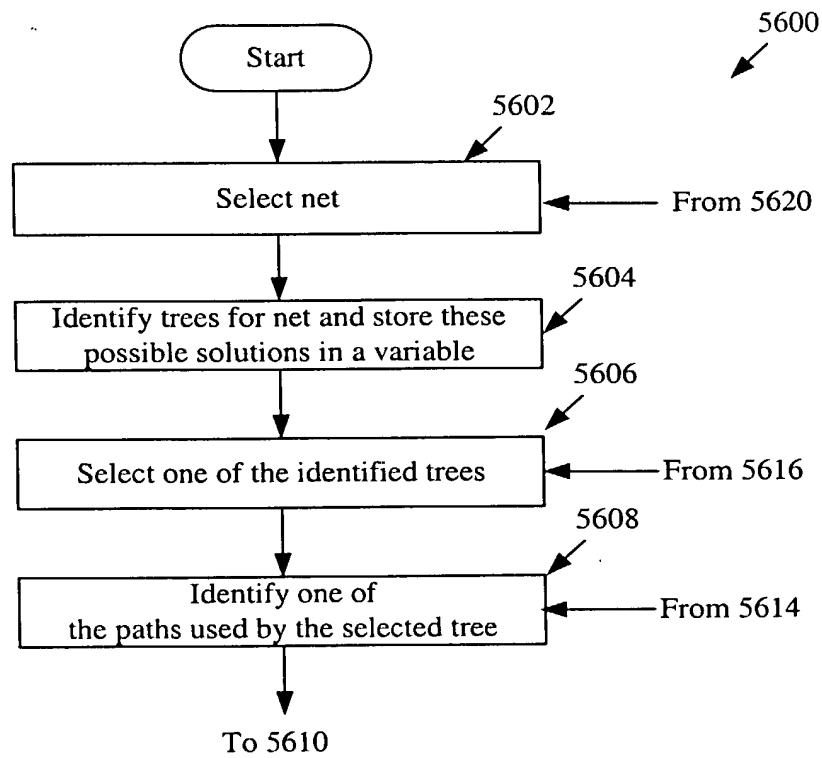 5600
Start
5602
Select net
From 5620
5604
Identify trees for net and store these
possible solutions in a variable
5606
Select one of the identified trees
From 5616
5608
Identify one of
the paths used by the selected tree
From 5614
To 5610